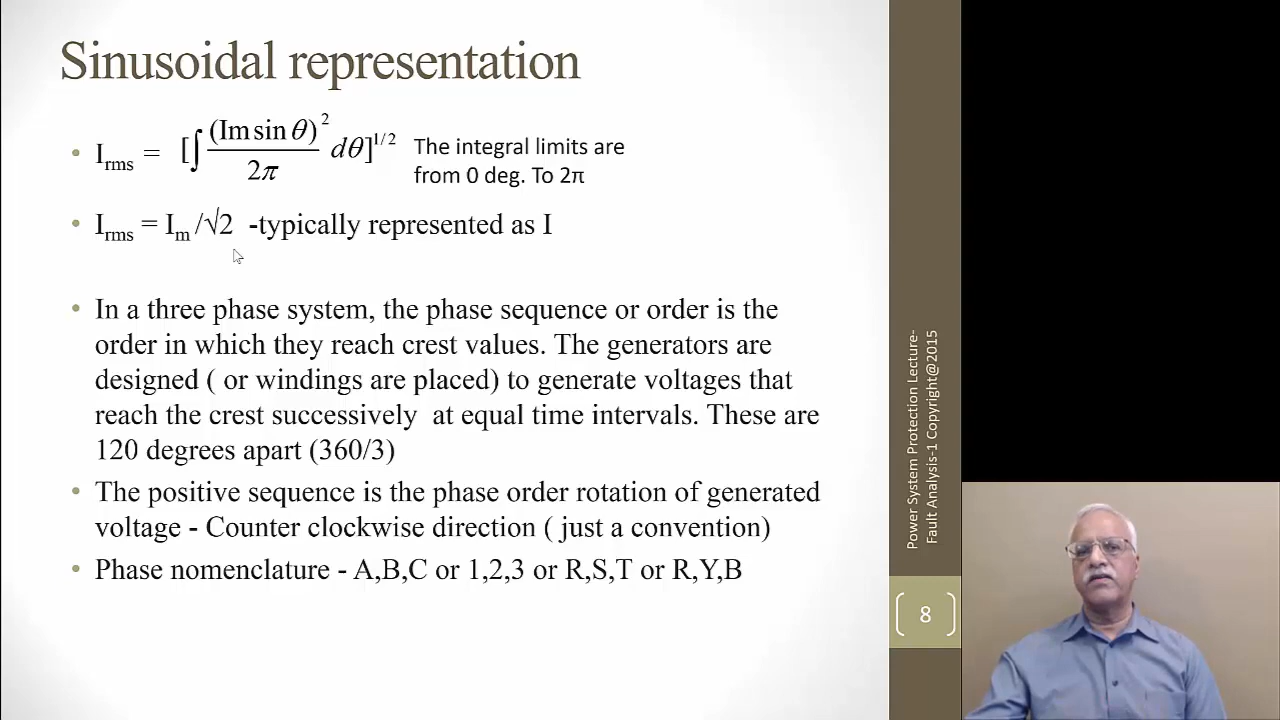 Sinusoidal representation
• I_rms = [∫ (Im sin θ)² / 2π dθ]^1/2
The integral limits are
from 0 deg. To 2π
• I_rms = I_m /√2 -typically represented as I
• In a three phase system, the phase sequence or order is the
order in which they reach crest values. The generators are
designed ( or windings are placed) to generate voltages that
reach the crest successively at equal time intervals. These are
120 degrees apart (360/3)
• The positive sequence is the phase order rotation of generated
voltage - Counter clockwise direction ( just a convention)
• Phase nomenclature - A,B,C or 1,2,3 or R,S,T or R,Y,B
Power System Protection Lecture-
Fault Analysis-1 Copyright@2015
8